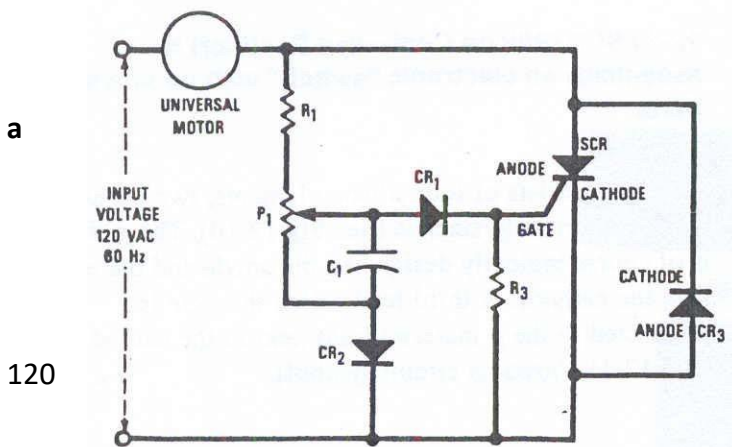 UNIVERSAL
MOTOR
R1
SCR
a
CR1
ANODE
CATHODE
INPUT
VOLTAGE
120 VAC
60 Hz
P1
GATE
C1
R3
CATHODE
ANODE
CR3
CR2
120